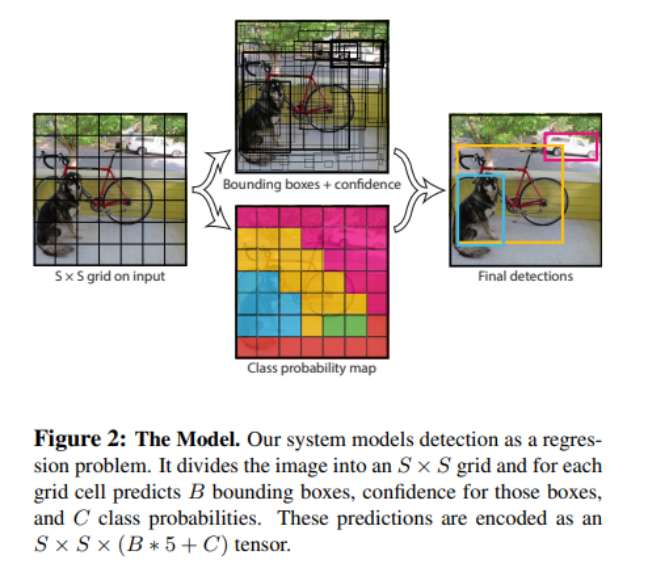 Bounding boxes + confidence
S x S grid on input
Final detections
Class probability map
Figure 2: The Model. Our system models detection as a regres-
sion problem. It divides the image into an S × S grid and for each
grid cell predicts B bounding boxes, confidence for those boxes,
and C class probabilities. These predictions are encoded as an
S × S × (B ∗ 5 + C) tensor.